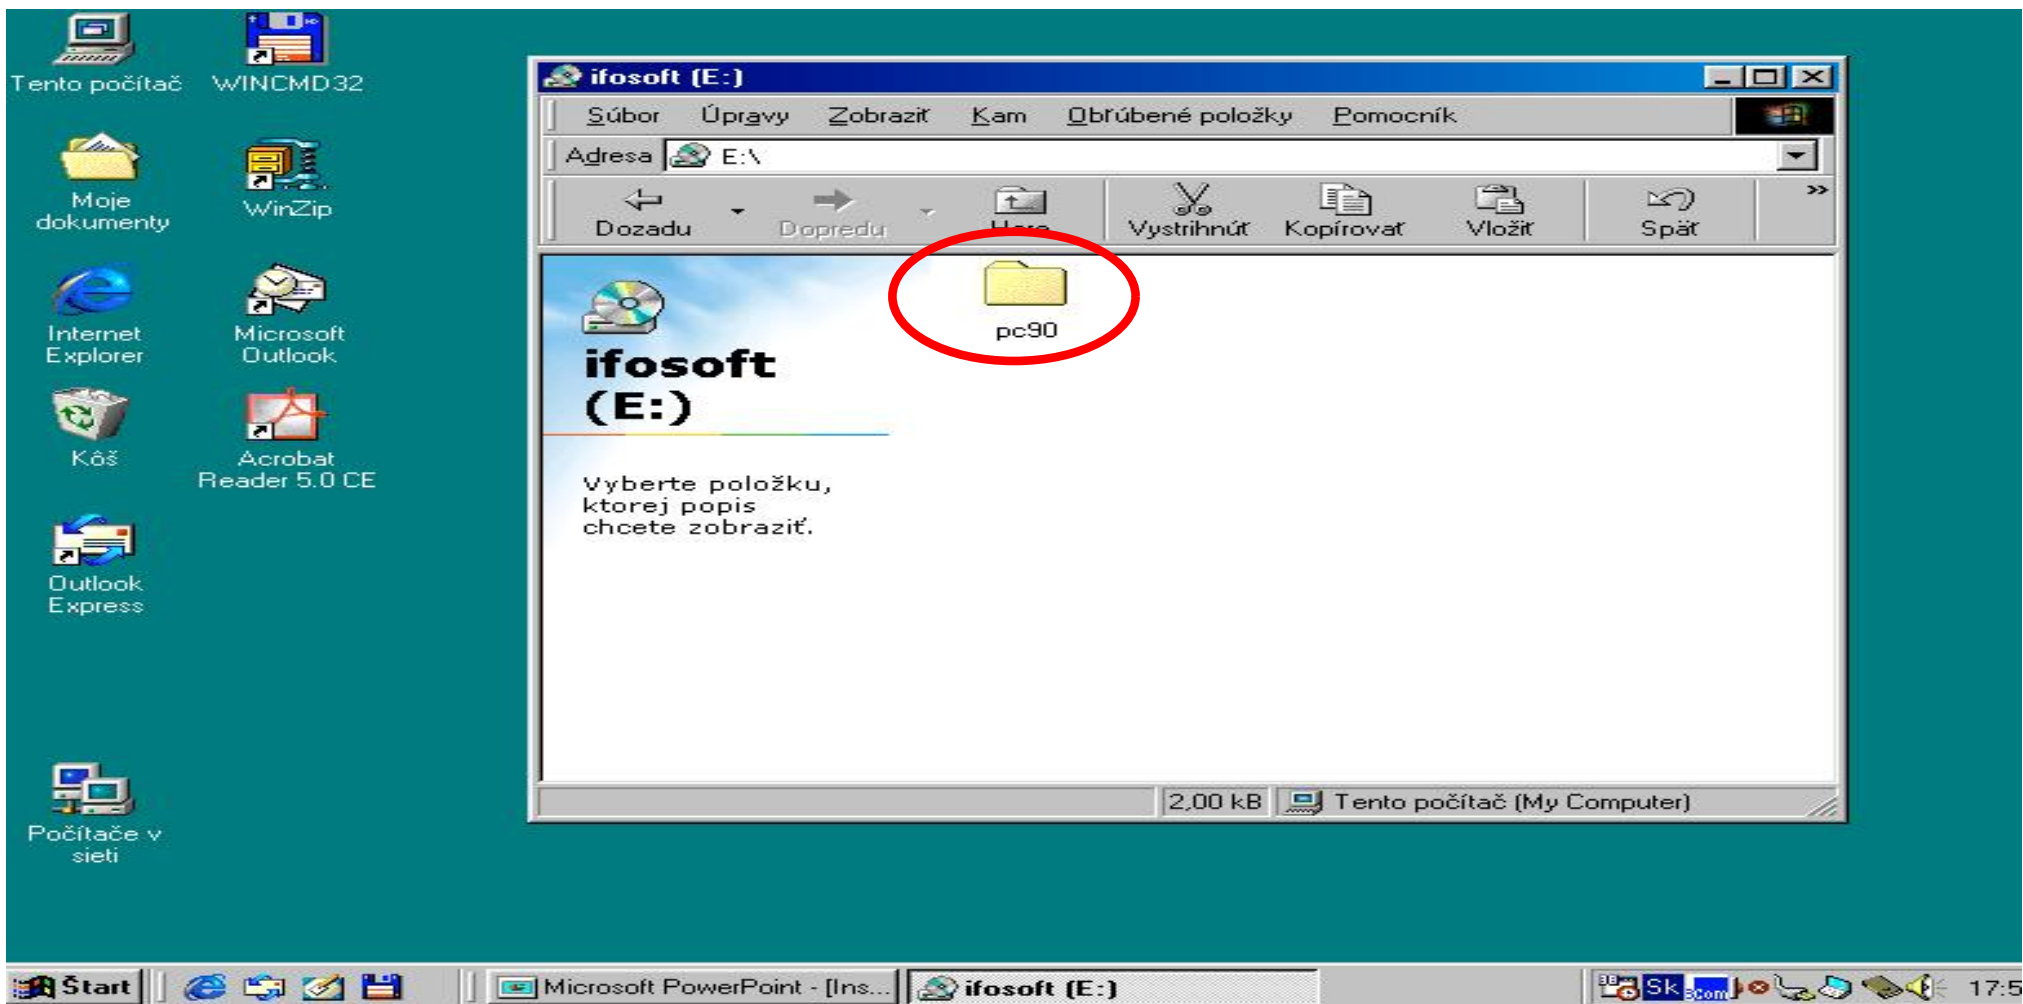 Tento počítač
WINCMD32
Moje
dokumenty
WinZip
Internet
Explorer
Microsoft
Outlook
Kôš
Acrobat
Reader 5.0 CE
Outlook
Express
Počítače v
sieti
ifosoft (E:)
Súbor Úpravy Zobraziť Kam Obľúbené položky Pomocník
Adresa E:\
Dozadu Dopredu Vystrihnúť Kopírovať Vložiť Späť »
pc90
ifosoft
(E:)
Vyberte položku,
ktorej popis
chcete zobraziť.
2,00 kB Tento počítač (My Computer)
Štart Microsoft PowerPoint - [Ins... ifosoft (E:) Sk 17:5